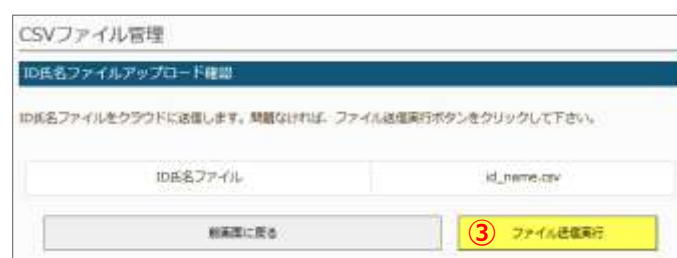 CSVファイル管理
ID氏名ファイルアップロード確認
ID氏名ファイルをクラウドに送信します。問題なければ、ファイル送信実行ボタンをクリックして下さい。
ID氏名ファイル id_name.csv
前画面に戻る ③ ファイル送信実行